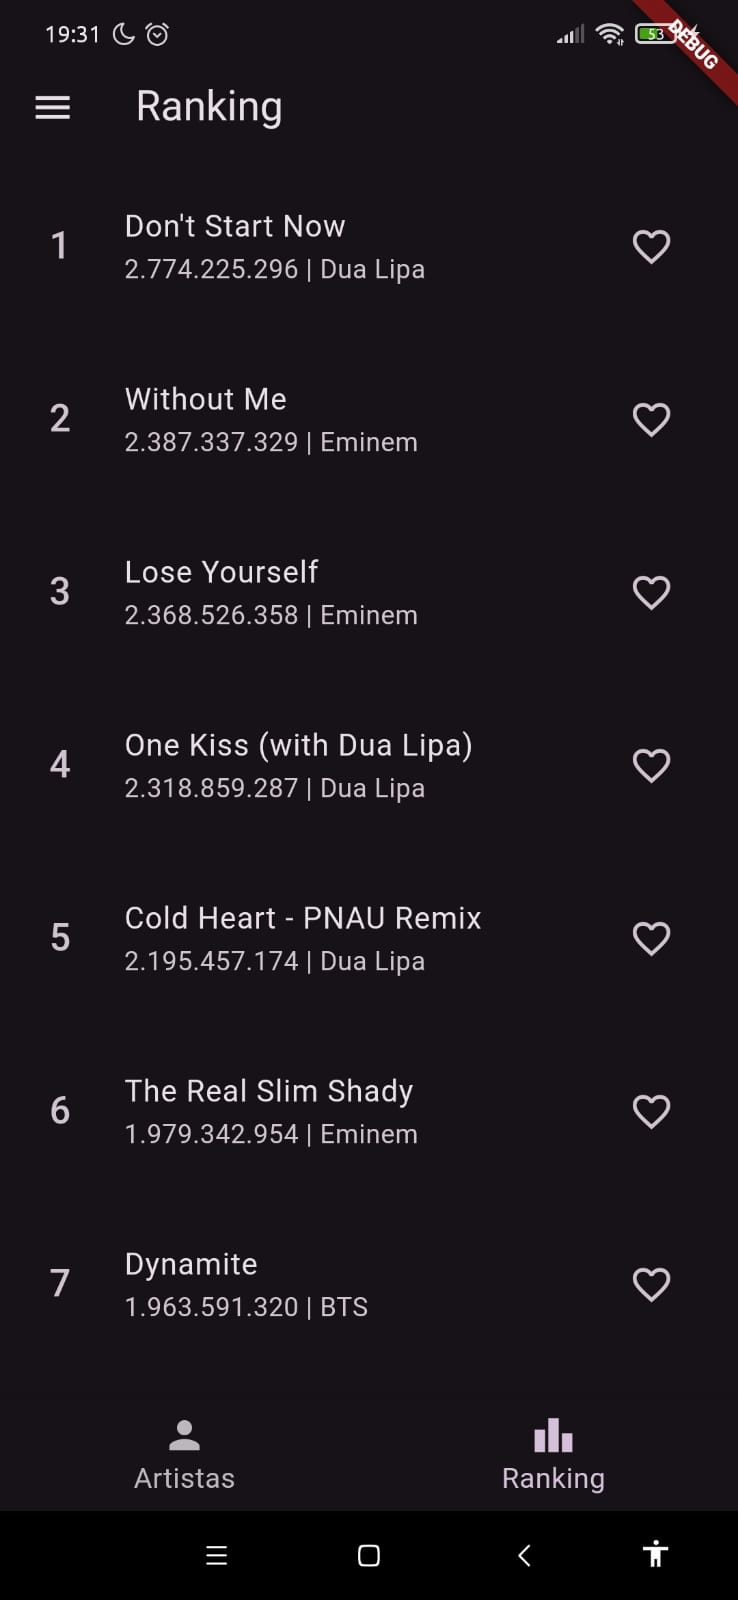 19:31
53
DEBUG
Ranking
1
Don't Start Now
2.774.225.296 | Dua Lipa
2
Without Me
2.387.337.329 | Eminem
3
Lose Yourself
2.368.526.358 | Eminem
4
One Kiss (with Dua Lipa)
2.318.859.287 | Dua Lipa
5
Cold Heart - PNAU Remix
2.195.457.174 | Dua Lipa
6
The Real Slim Shady
1.979.342.954 | Eminem
7
Dynamite
1.963.591.320 | BTS
Artistas
Ranking